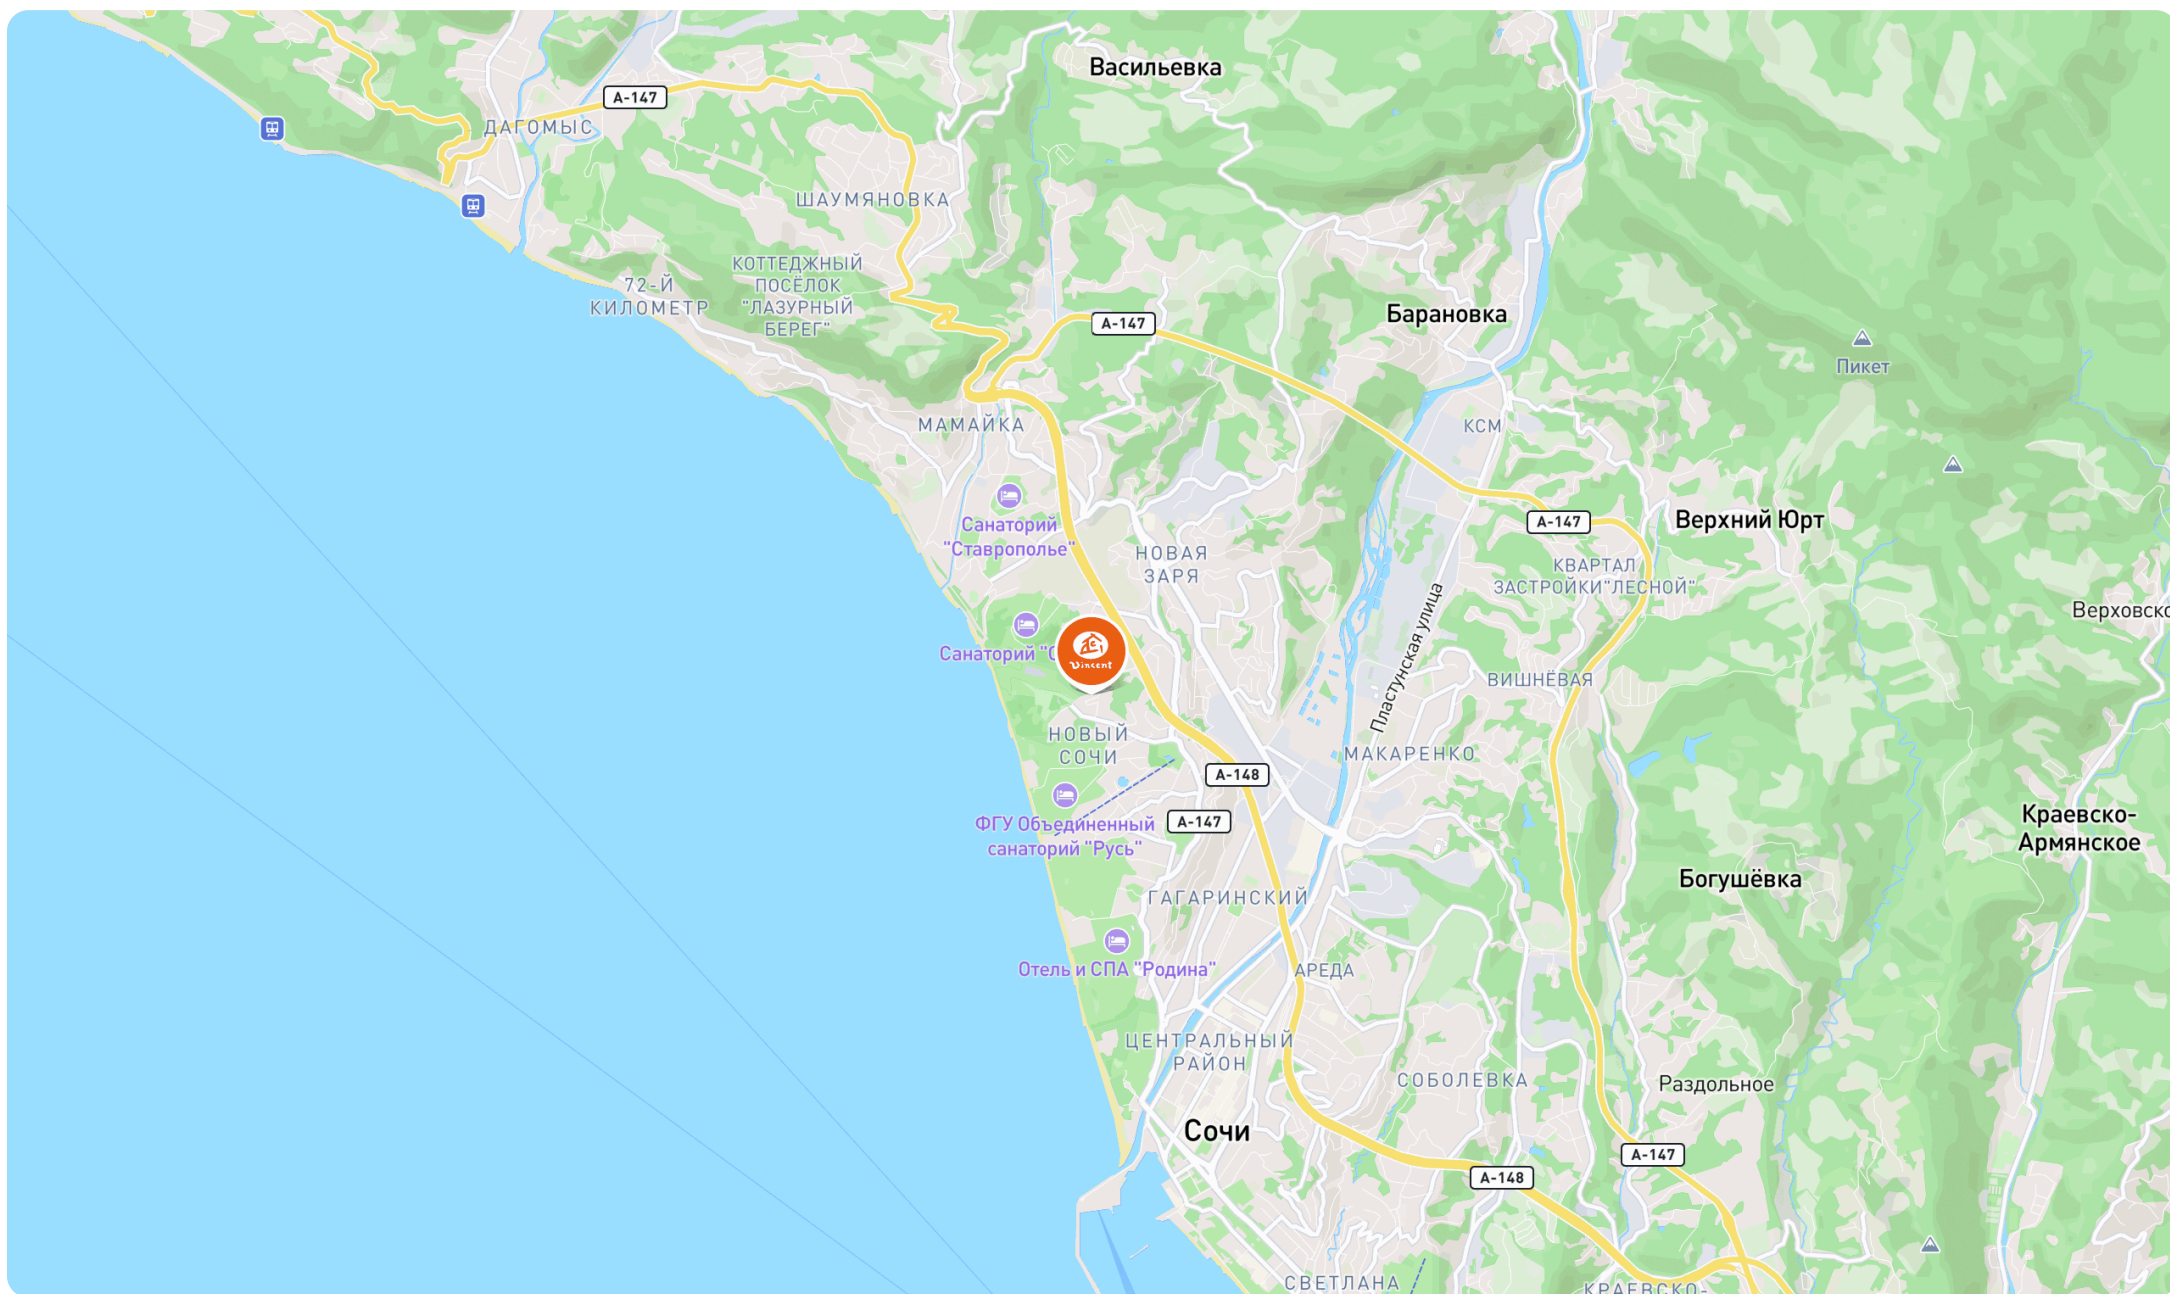 Васильевка
А-147
ДАГОМЫС
ШАУМЯНОВКА
КОТТЕДЖНЫЙ
ПОСЁЛОК
"ЛАЗУРНЫЙ
БЕРЕГ"
72-Й
КИЛОМЕТР
А-147
Барановка
Пикет
МАМАЙКА
КСМ
Санаторий
"Ставрополье"
А-147
Верхний Юрт
НОВАЯ
ЗАРЯ
КВАРТАЛ
ЗАСТРОЙКИ"ЛЕСНОЙ"
Пластунская улица
Верховско
Санаторий "С
Vincent
ВИШНЁВАЯ
НОВЫЙ
СОЧИ
МАКАРЕНКО
А-148
А-147
ФГУ Объединенный
санаторий "Русь"
Краевско-
Армянское
Богушёвка
ГАГАРИНСКИЙ
Отель и СПА "Родина"
АРЕДА
ЦЕНТРАЛЬНЫЙ
РАЙОН
СОБОЛЕВКА
Раздольное
Сочи
А-147
А-148
СВЕТЛАНА
КРАЕВСКО-